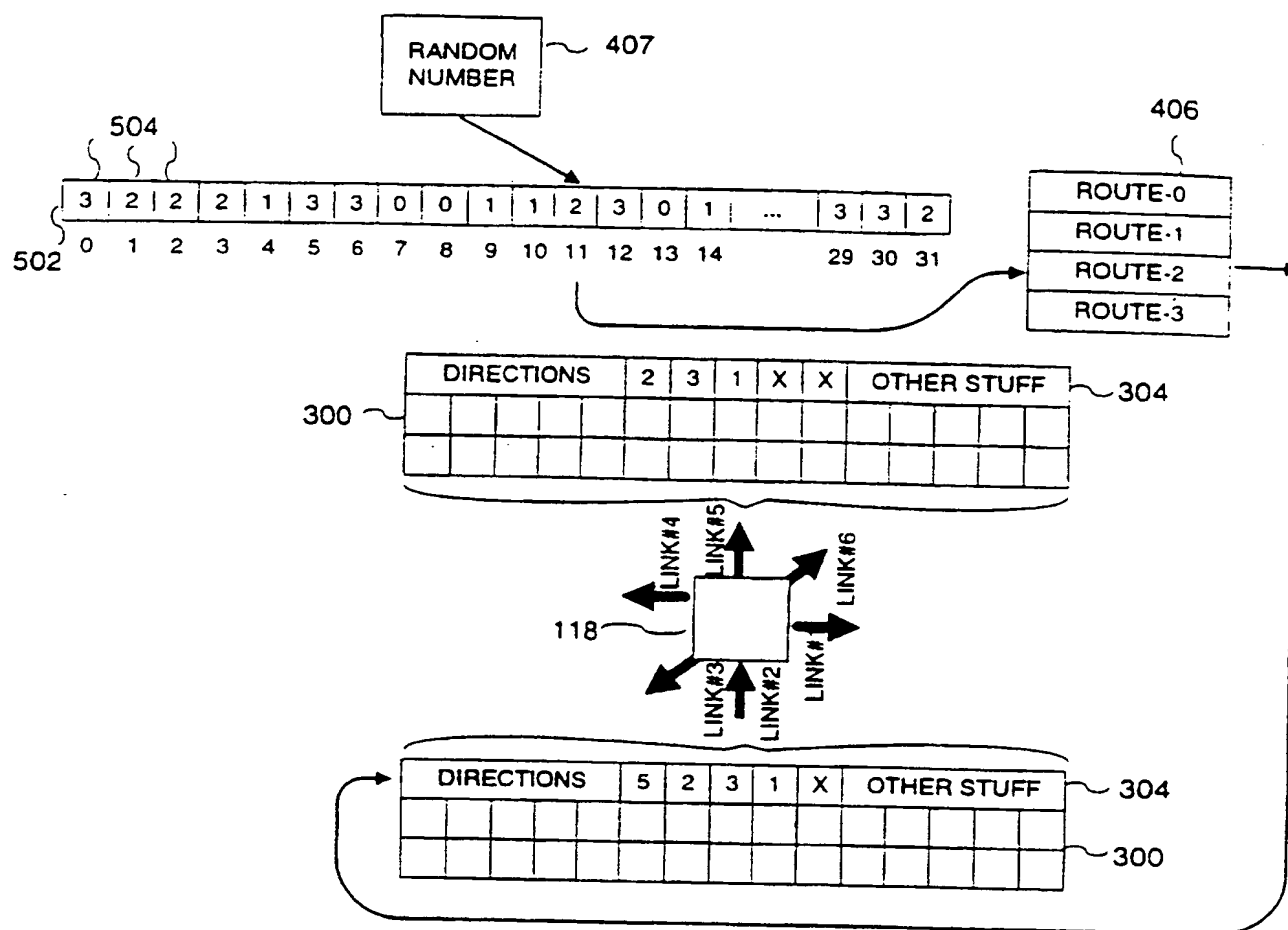 RANDOM
NUMBER
407
406
504
3 2 2 2 1 3 3 0 0 1 1 2 3 0 1 ... 3 3 2
502
0 1 2 3 4 5 6 7 8 9 10 11 12 13 14 29 30 31
ROUTE-0
ROUTE-1
ROUTE-2
ROUTE-3
DIRECTIONS 2 3 1 X X OTHER STUFF
304
300
LINK#4
LINK#5
LINK#6
118
LINK#3
LINK#2
LINK#1
DIRECTIONS 5 2 3 1 X OTHER STUFF
304
300